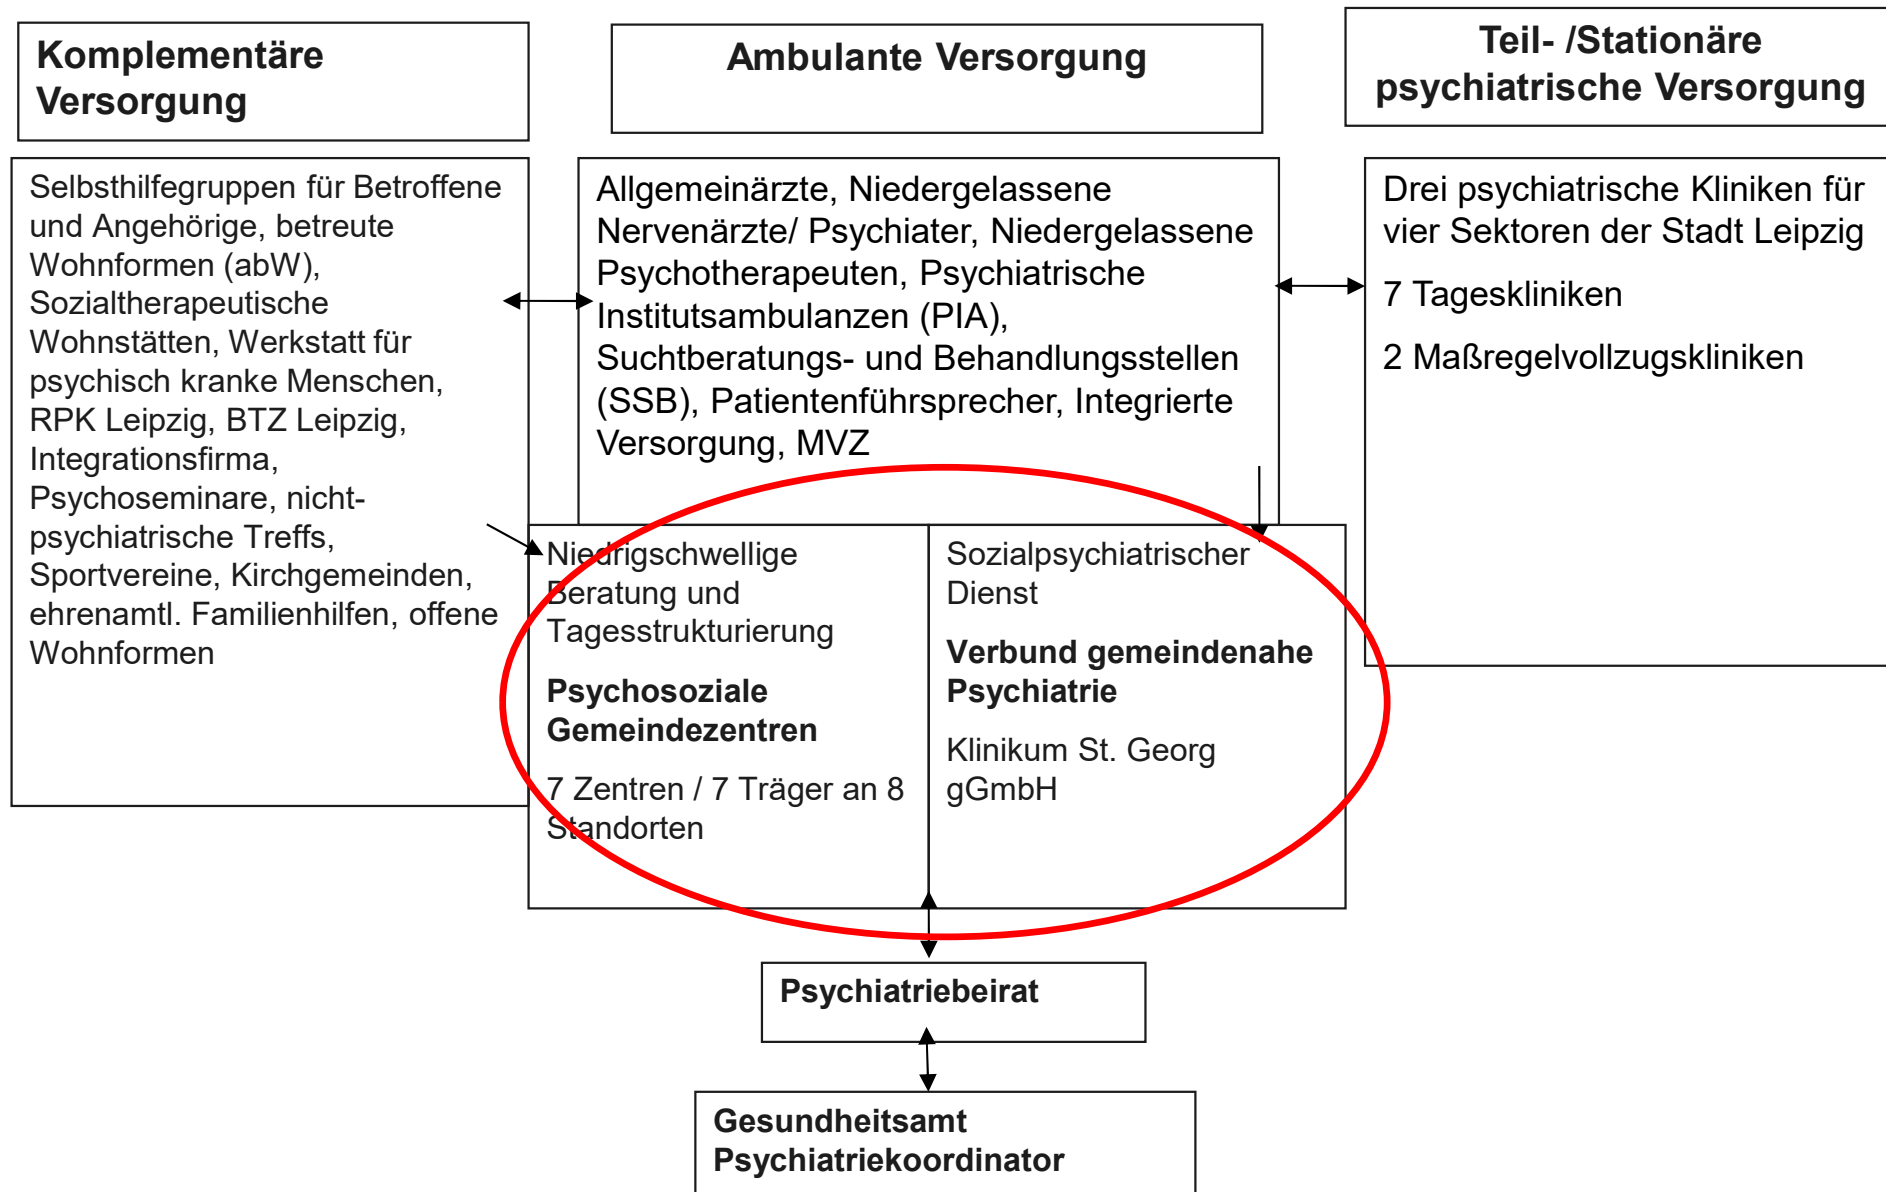 Komplementäre
Versorgung
Ambulante Versorgung
Teil- /Stationäre
psychiatrische Versorgung
Selbsthilfegruppen für Betroffene
und Angehörige, betreute
Wohnformen (abW),
Sozialtherapeutische
Wohnstätten, Werkstatt für
psychisch kranke Menschen,
RPK Leipzig, BTZ Leipzig,
Integrationsfirma,
Psychoseminare, nicht-
psychiatrische Treffs,
Sportvereine, Kirchgemeinden,
ehrenamtl. Familienhilfen, offene
Wohnformen
Allgemeinärzte, Niedergelassene
Nervenärzte/ Psychiater, Niedergelassene
Psychotherapeuten, Psychiatrische
Institutsambulanzen (PIA),
Suchtberatungs- und Behandlungsstellen
(SSB), Patientenführsprecher, Integrierte
Versorgung, MVZ
Drei psychiatrische Kliniken für
vier Sektoren der Stadt Leipzig
7 Tageskliniken
2 Maßregelvollzugskliniken
Niedrigschwellige
Beratung und
Tagesstrukturierung
Psychosoziale
Gemeindezentren
7 Zentren / 7 Träger an 8
Standorten
Sozialpsychiatrischer
Dienst
Verbund gemeindenahe
Psychiatrie
Klinikum St. Georg
gGmbH
Psychiatriebeirat
Gesundheitsamt
Psychiatriekoordinator